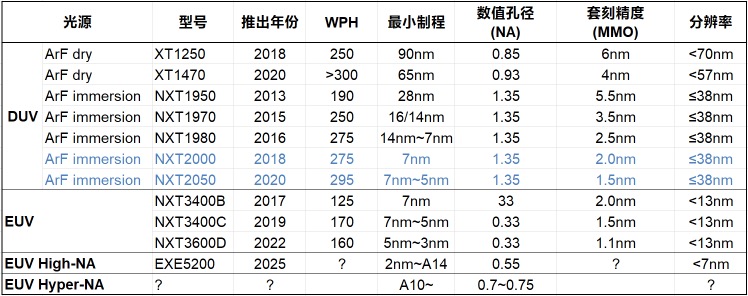 光源 型号 推出年份 WPH 最小制程 数值孔径 (NA) 套刻精度 (MMO) 分辨率
DUV ArF dry XT1250 2018 250 90nm 0.85 6nm <70nm
ArF dry XT1470 2020 >300 65nm 0.93 4nm <57nm
ArF immersion NXT1950 2013 190 28nm 1.35 5.5nm ≤38nm
ArF immersion NXT1970 2015 250 16/14nm 1.35 3.5nm ≤38nm
ArF immersion NXT1980 2016 275 14nm~7nm 1.35 2.5nm ≤38nm
ArF immersion NXT2000 2018 275 7nm 1.35 2.0nm ≤38nm
ArF immersion NXT2050 2020 295 7nm~5nm 1.35 1.5nm ≤38nm
EUV NXT3400B 2017 125 7nm 33 2.0nm <13nm
NXT3400C 2019 170 7nm~5nm 0.33 1.5nm <13nm
NXT3600D 2022 160 5nm~3nm 0.33 1.1nm <13nm
EUV High-NA EXE5200 2025 ? 2nm~A14 0.55 ? <7nm
EUV Hyper-NA ? ? A10~ 0.7~0.75 ?